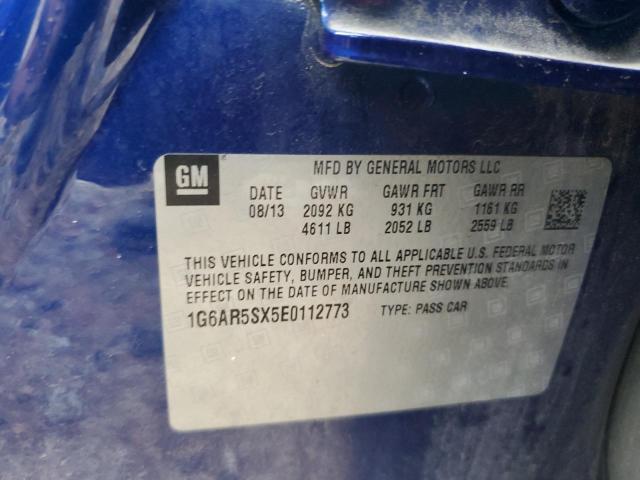 GM
MFD BY GENERAL MOTORS LLC
DATE GVWR GAWR FRT GAWR RR
08/13 2092 KG 931 KG 1161 KG
4611 LB 2052 LB 2559 LB
THIS VEHICLE CONFORMS TO ALL APPLICABLE U.S. FEDERAL MOTOR
VEHICLE SAFETY, BUMPER, AND THEFT PREVENTION STANDARDS IN
EFFECT ON THE DATE OF MANUFACTURE SHOWN ABOVE.
1G6AR5SX5E0112773 TYPE: PASS CAR